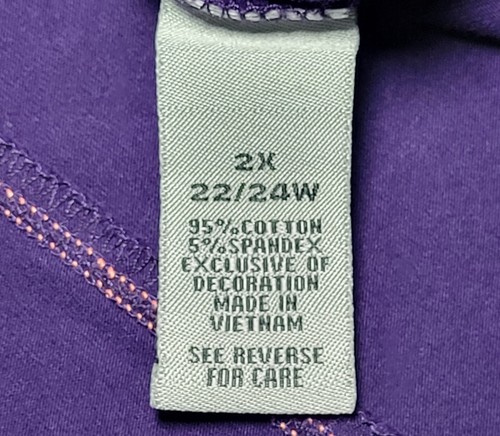 2X
22/24W
95%COTTON
5%SPANDEX
EXCLUSIVE OF
DECORATION
MADE IN
VIETNAM
SEE REVERSE
FOR CARE